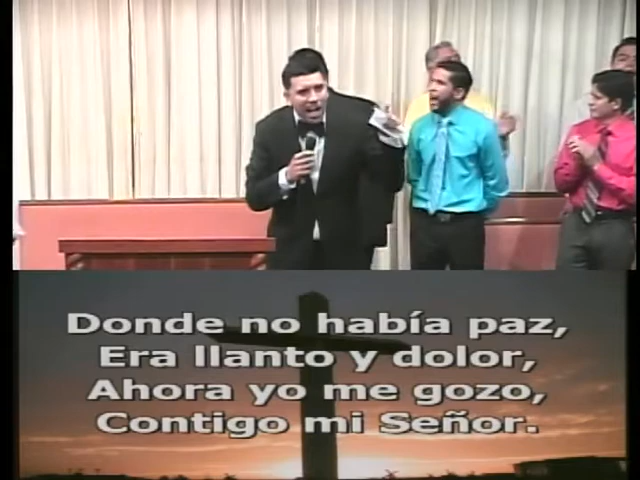 Donde no había paz,
Era llanto y dolor,
Ahora yo me gozo,
Contigo mi Señor.